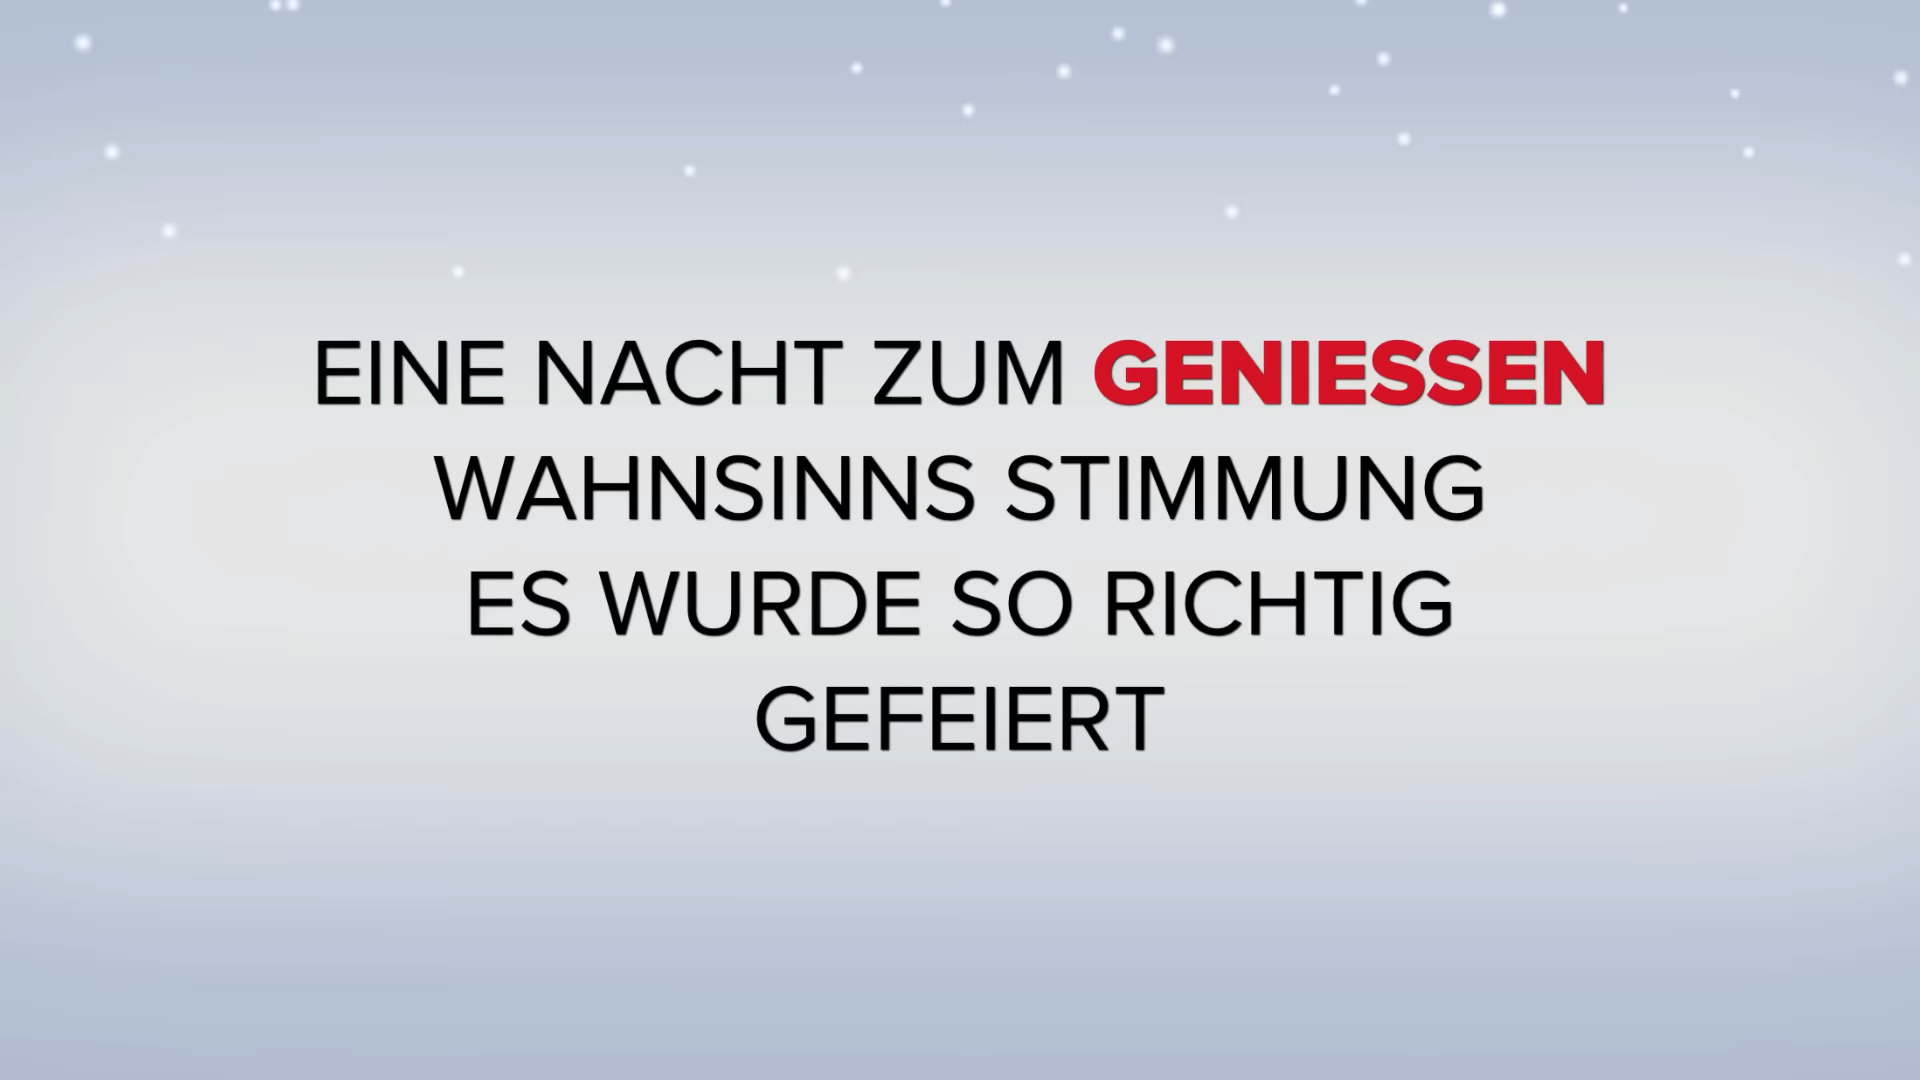 EINE NACHT ZUM GENIESSEN
WAHNSINNS STIMMUNG
ES WURDE SO RICHTIG
GEFEIERT